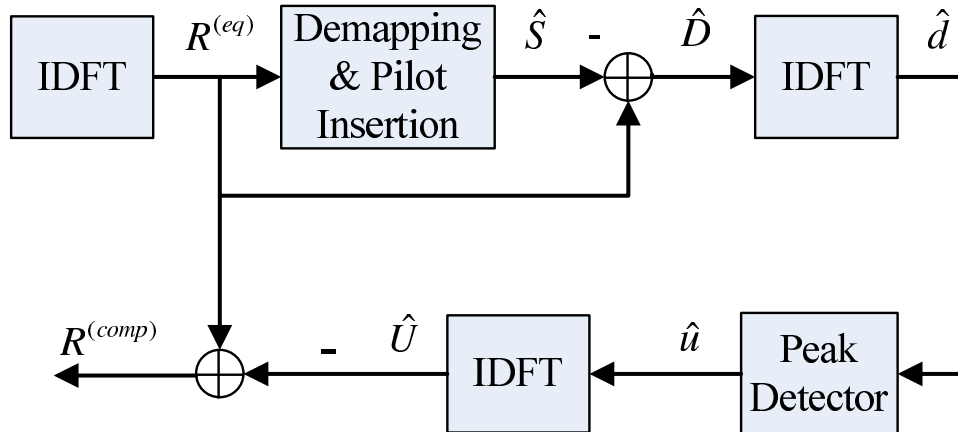 IDFT
R^(eq)
Demapping
& Pilot
Insertion
Ŝ
-
D̂
IDFT
d̂
R^(comp)
-
Û
IDFT
û
Peak
Detector